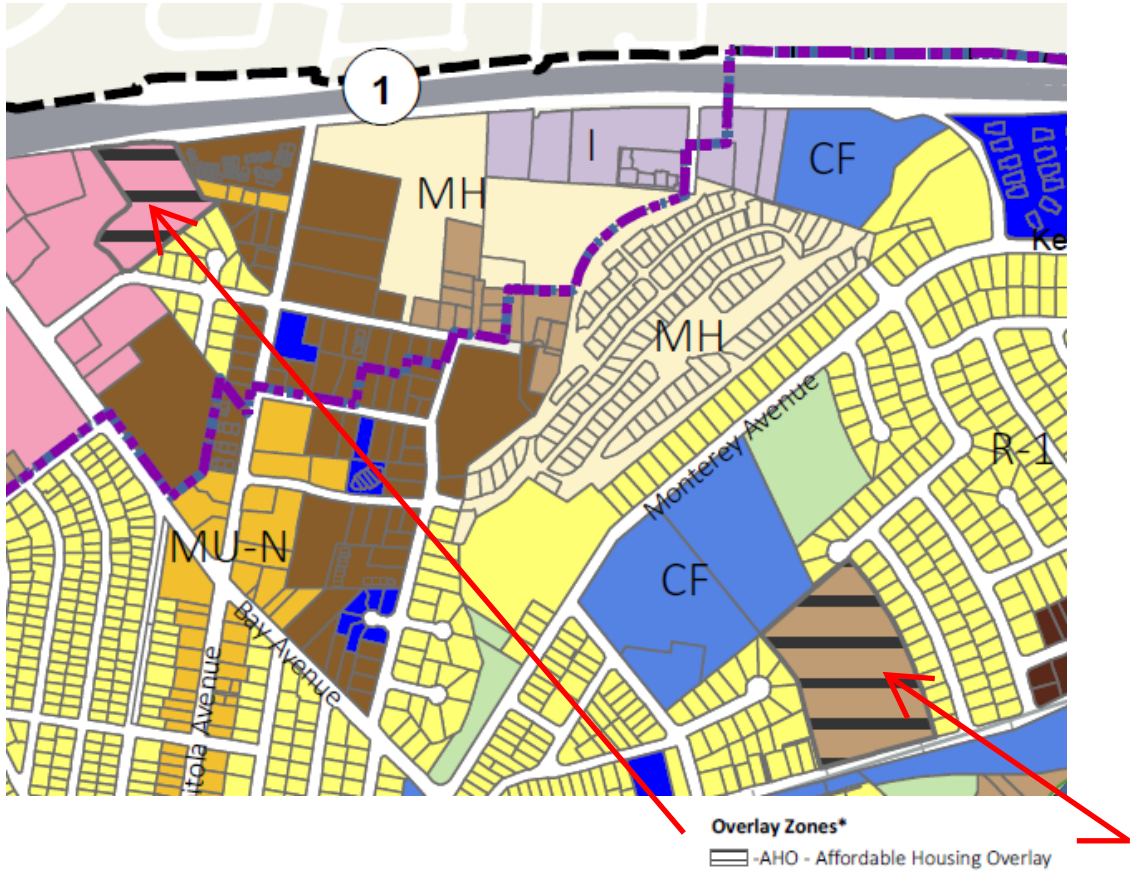 1
I
CF
MH
Ke
MH
Monterey Avenue
R-1
MU-N
CF
Bay Avenue
itola Avenue
Overlay Zones*
-AHO - Affordable Housing Overlay